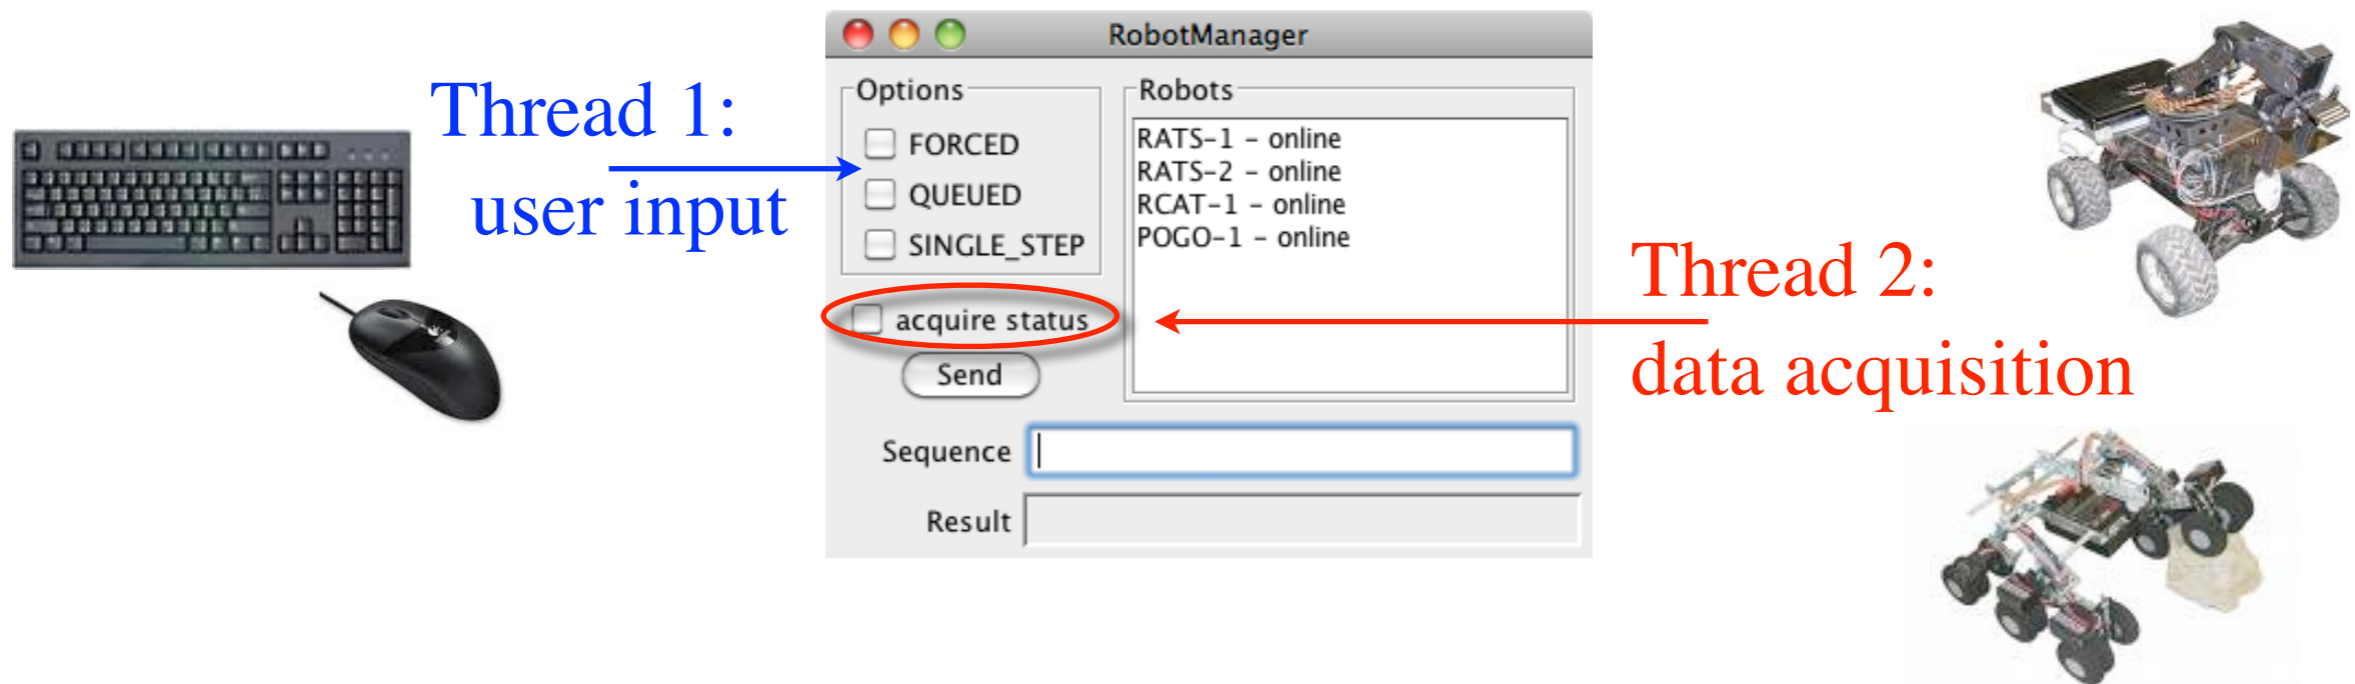 RobotManager
Thread 1:
user input
Options
FORCED
QUEUED
SINGLE_STEP
acquire status
Send
Robots
RATS-1 - online
RATS-2 - online
RCAT-1 - online
POGO-1 - online
Thread 2:
data acquisition
Sequence
Result